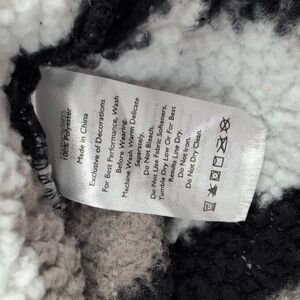 100% Polyester
Made in China
Exclusive of Decorations
For Best Performance, Wash
Before Wearing.
Machine Wash Warm Delicate
Separately.
Do Not Bleach.
Do Not Use Fabric Softeners.
Tumble Dry Low Or For Best
Results Line Dry.
Do Not Iron.
Do Not Dry Clean.